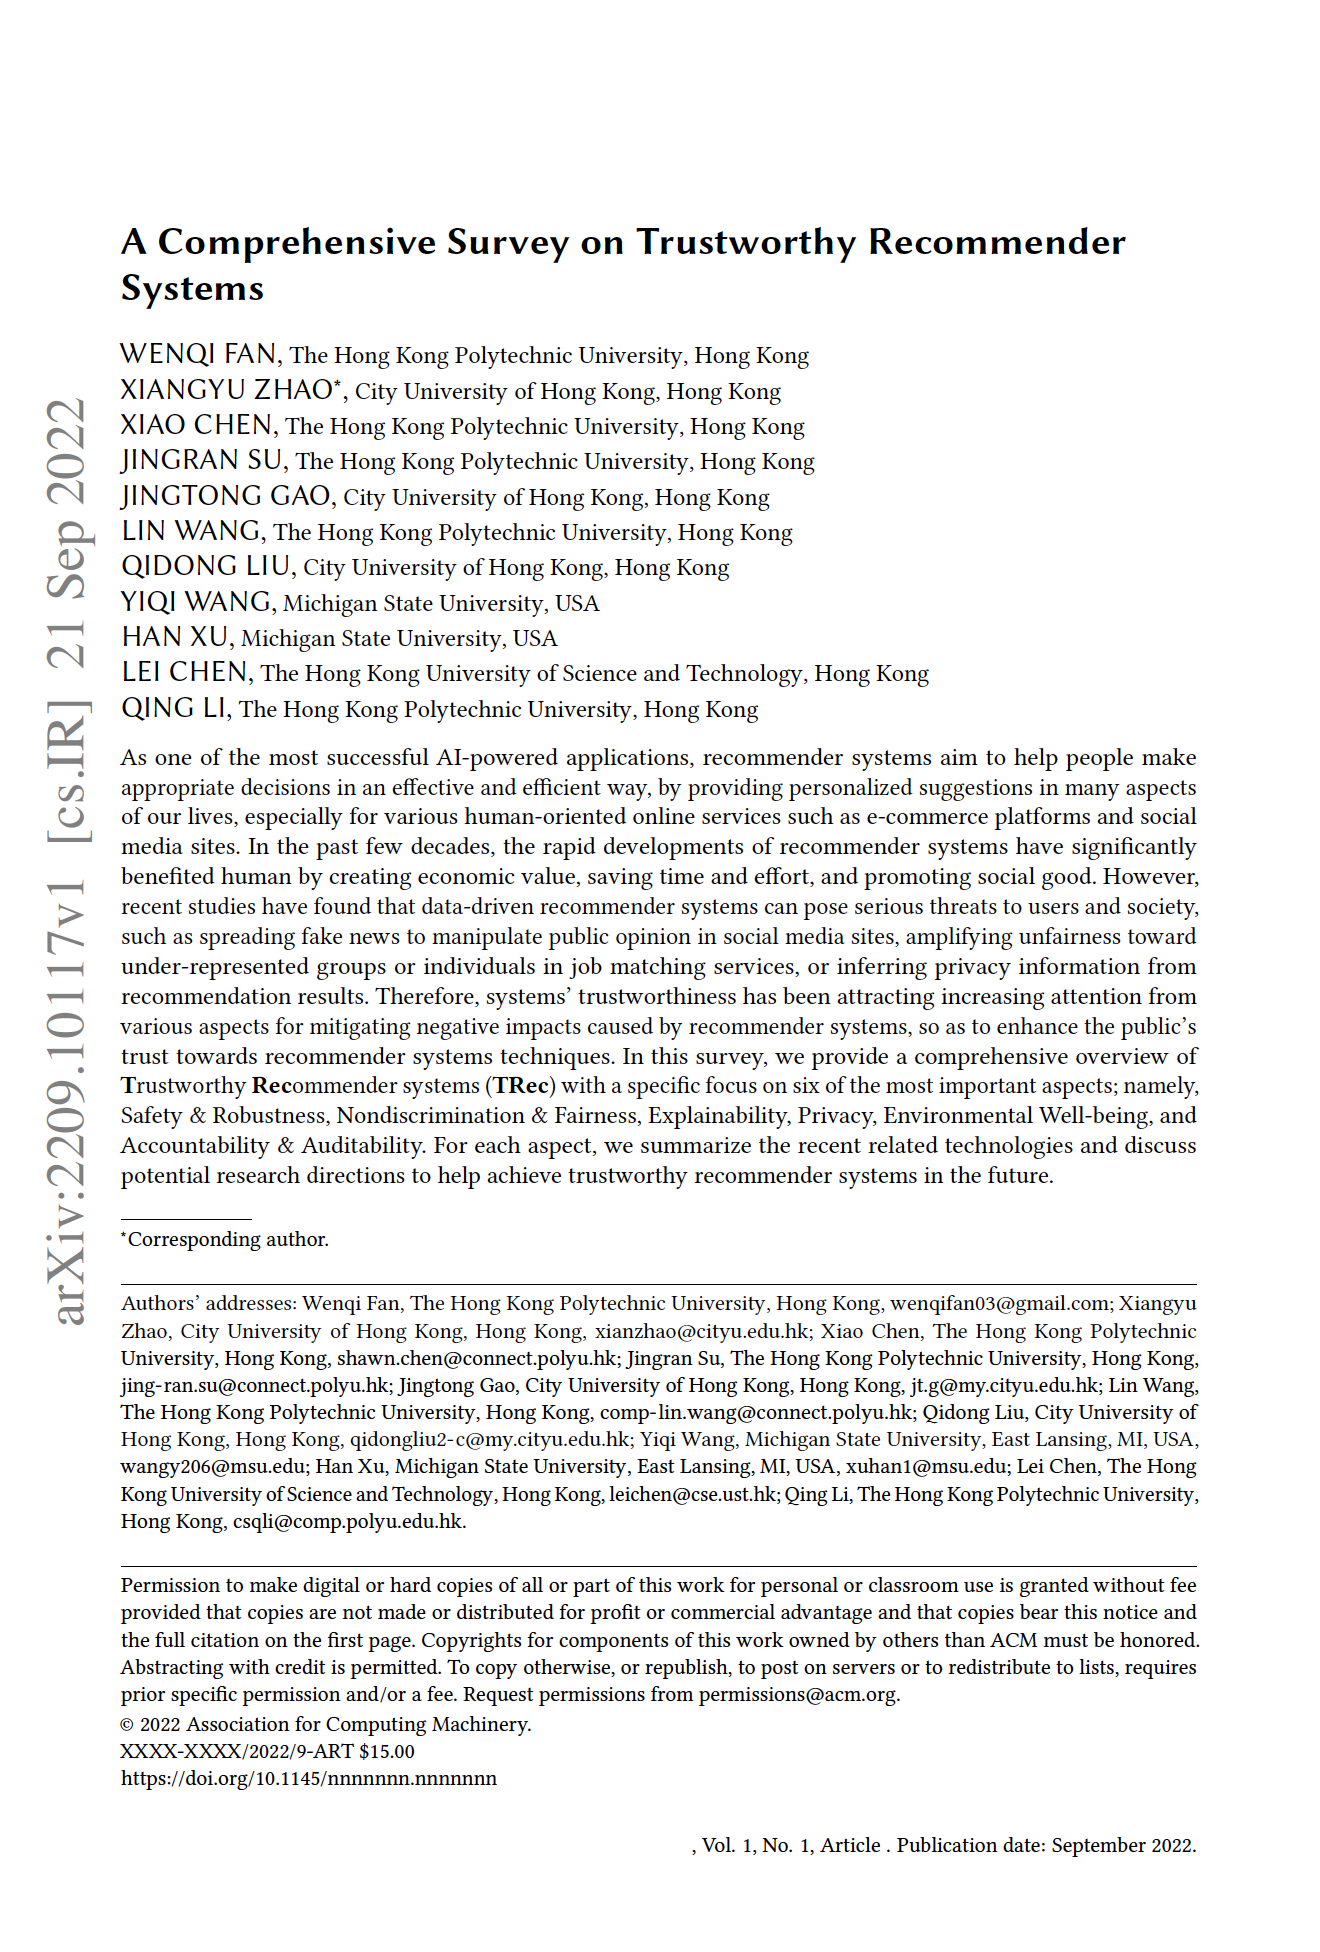 arXiv:2209.10117v1 [cs.IR] 21 Sep 2022
A Comprehensive Survey on Trustworthy Recommender
Systems
WENQI FAN, The Hong Kong Polytechnic University, Hong Kong
XIANGYU ZHAO*, City University of Hong Kong, Hong Kong
XIAO CHEN, The Hong Kong Polytechnic University, Hong Kong
JINGRAN SU, The Hong Kong Polytechnic University, Hong Kong
JINGTONG GAO, City University of Hong Kong, Hong Kong
LIN WANG, The Hong Kong Polytechnic University, Hong Kong
QIDONG LIU, City University of Hong Kong, Hong Kong
YIQI WANG, Michigan State University, USA
HAN XU, Michigan State University, USA
LEI CHEN, The Hong Kong University of Science and Technology, Hong Kong
QING LI, The Hong Kong Polytechnic University, Hong Kong
As one of the most successful AI-powered applications, recommender systems aim to help people make
appropriate decisions in an effective and efficient way, by providing personalized suggestions in many aspects
of our lives, especially for various human-oriented online services such as e-commerce platforms and social
media sites. In the past few decades, the rapid developments of recommender systems have significantly
benefited human by creating economic value, saving time and effort, and promoting social good. However,
recent studies have found that data-driven recommender systems can pose serious threats to users and society,
such as spreading fake news to manipulate public opinion in social media sites, amplifying unfairness toward
under-represented groups or individuals in job matching services, or inferring privacy information from
recommendation results. Therefore, systems' trustworthiness has been attracting increasing attention from
various aspects for mitigating negative impacts caused by recommender systems, so as to enhance the public's
trust towards recommender systems techniques. In this survey, we provide a comprehensive overview of
Trustworthy Recommender systems (TRec) with a specific focus on six of the most important aspects; namely,
Safety & Robustness, Nondiscrimination & Fairness, Explainability, Privacy, Environmental Well-being, and
Accountability & Auditability. For each aspect, we summarize the recent related technologies and discuss
potential research directions to help achieve trustworthy recommender systems in the future.
*Corresponding author.
Authors' addresses: Wenqi Fan, The Hong Kong Polytechnic University, Hong Kong, wenqifan03@gmail.com; Xiangyu
Zhao, City University of Hong Kong, Hong Kong, xianzhao@cityu.edu.hk; Xiao Chen, The Hong Kong Polytechnic
University, Hong Kong, shawn.chen@connect.polyu.hk; Jingran Su, The Hong Kong Polytechnic University, Hong Kong,
jing-ran.su@connect.polyu.hk; Jingtong Gao, City University of Hong Kong, Hong Kong, jt.g@my.cityu.edu.hk; Lin Wang,
The Hong Kong Polytechnic University, Hong Kong, comp-lin.wang@connect.polyu.hk; Qidong Liu, City University of
Hong Kong, Hong Kong, qidongliu2-c@my.cityu.edu.hk; Yiqi Wang, Michigan State University, East Lansing, MI, USA,
wangy206@msu.edu; Han Xu, Michigan State University, East Lansing, MI, USA, xuhan1@msu.edu; Lei Chen, The Hong
Kong University of Science and Technology, Hong Kong, leichen@cse.ust.hk; Qing Li, The Hong Kong Polytechnic University,
Hong Kong, csqli@comp.polyu.edu.hk.
Permission to make digital or hard copies of all or part of this work for personal or classroom use is granted without fee
provided that copies are not made or distributed for profit or commercial advantage and that copies bear this notice and
the full citation on the first page. Copyrights for components of this work owned by others than ACM must be honored.
Abstracting with credit is permitted. To copy otherwise, or republish, to post on servers or to redistribute to lists, requires
prior specific permission and/or a fee. Request permissions from permissions@acm.org.
© 2022 Association for Computing Machinery.
XXXX-XXXX/2022/9-ART $15.00
https://doi.org/10.1145/nnnnnnn.nnnnnnn
, Vol. 1, No. 1, Article . Publication date: September 2022.